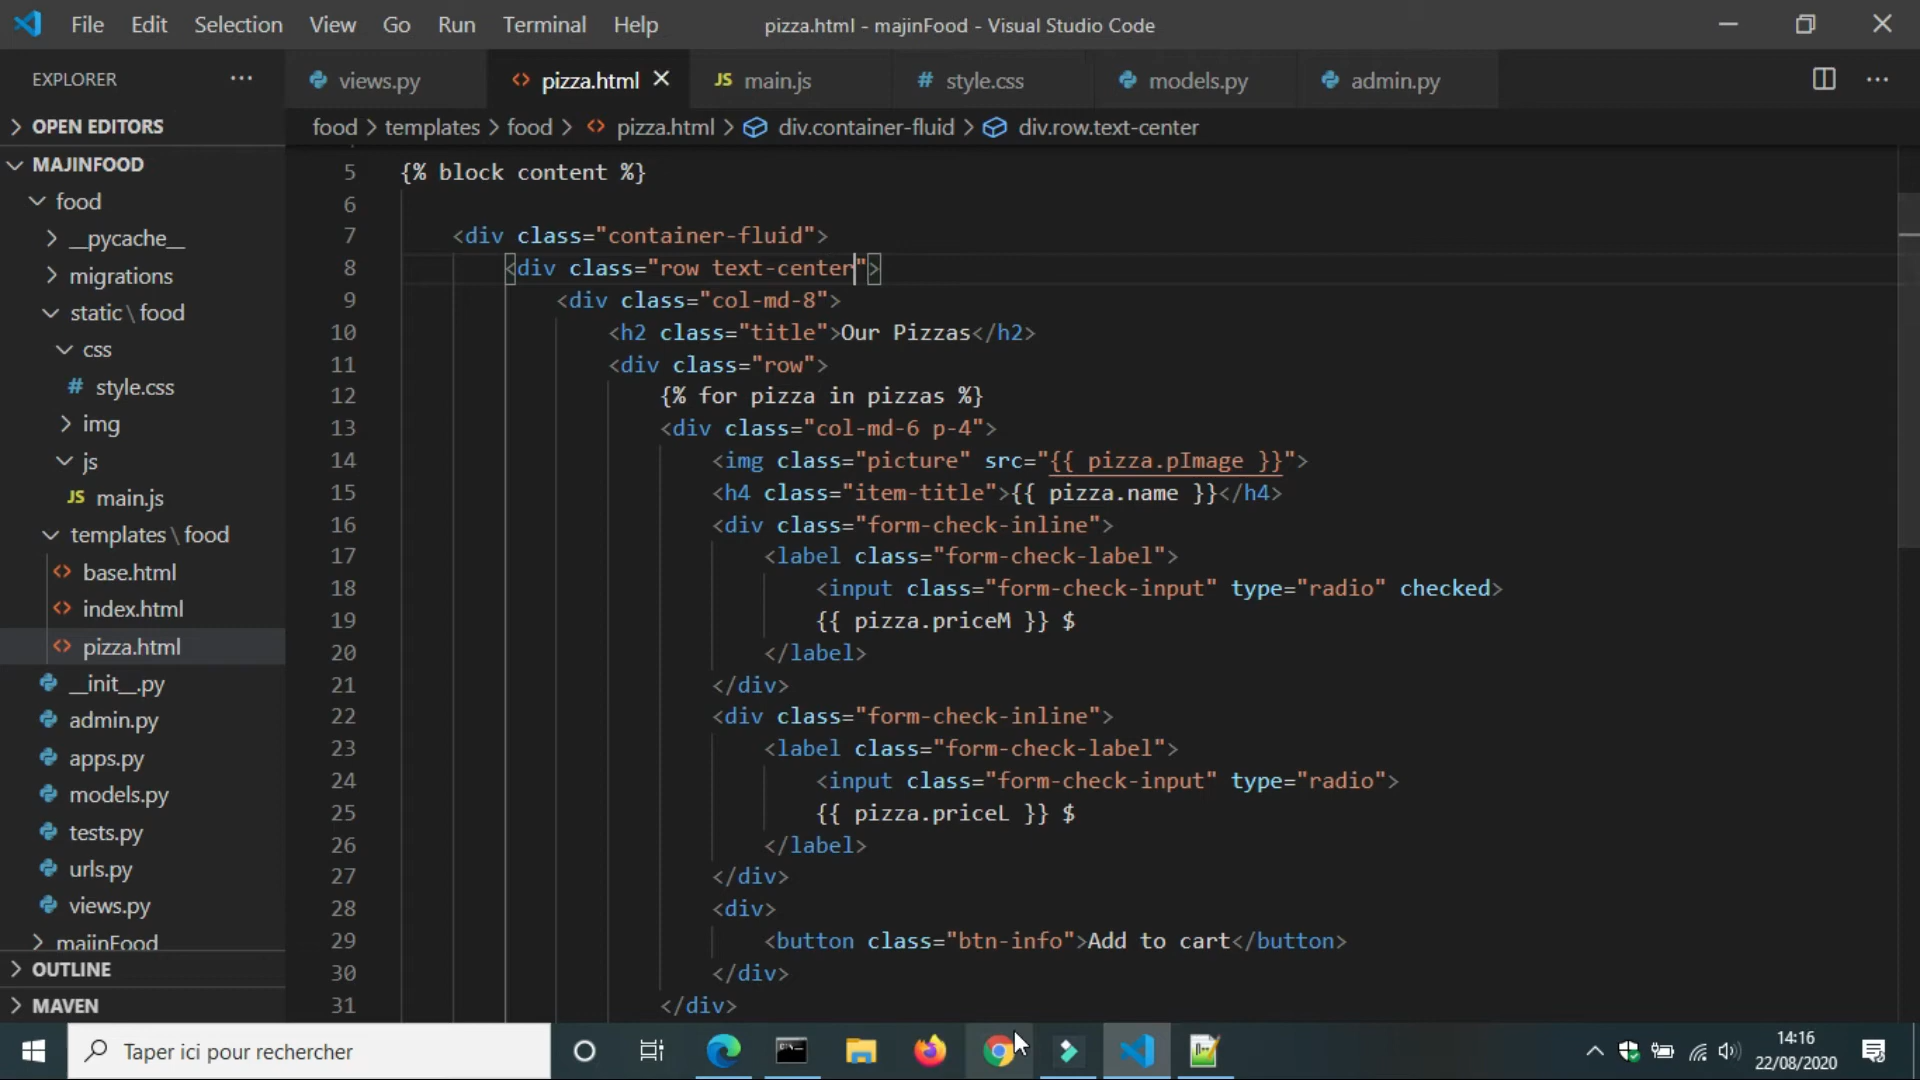 File Edit Selection View Go Run Terminal Help pizza.html - majinFood - Visual Studio Code
EXPLORER ··· views.py <> pizza.html × JS main.js # style.css models.py admin.py ···
OPEN EDITORS
food > templates > food > <> pizza.html > div.container-fluid > div.row.text-center
MAJINFOOD
food
__pycache__
migrations
static\food
css
# style.css
img
js
JS main.js
templates\food
<> base.html
<> index.html
<> pizza.html
__init__.py
admin.py
apps.py
models.py
tests.py
urls.py
views.py
majinFood
OUTLINE
MAVEN
5 {% block content %}
6
7 <div class="container-fluid">
8 <div class="row text-center">
9 <div class="col-md-8">
10 <h2 class="title">Our Pizzas</h2>
11 <div class="row">
12 {% for pizza in pizzas %}
13 <div class="col-md-6 p-4">
14 <img class="picture" src="{{ pizza.pImage }}">
15 <h4 class="item-title">{{ pizza.name }}</h4>
16 <div class="form-check-inline">
17 <label class="form-check-label">
18 <input class="form-check-input" type="radio" checked>
19 {{ pizza.priceM }} $
20 </label>
21 </div>
22 <div class="form-check-inline">
23 <label class="form-check-label">
24 <input class="form-check-input" type="radio">
25 {{ pizza.priceL }} $
26 </label>
27 </div>
28 <div>
29 <button class="btn-info">Add to cart</button>
30 </div>
31 </div>
Taper ici pour rechercher
14:16
22/08/2020